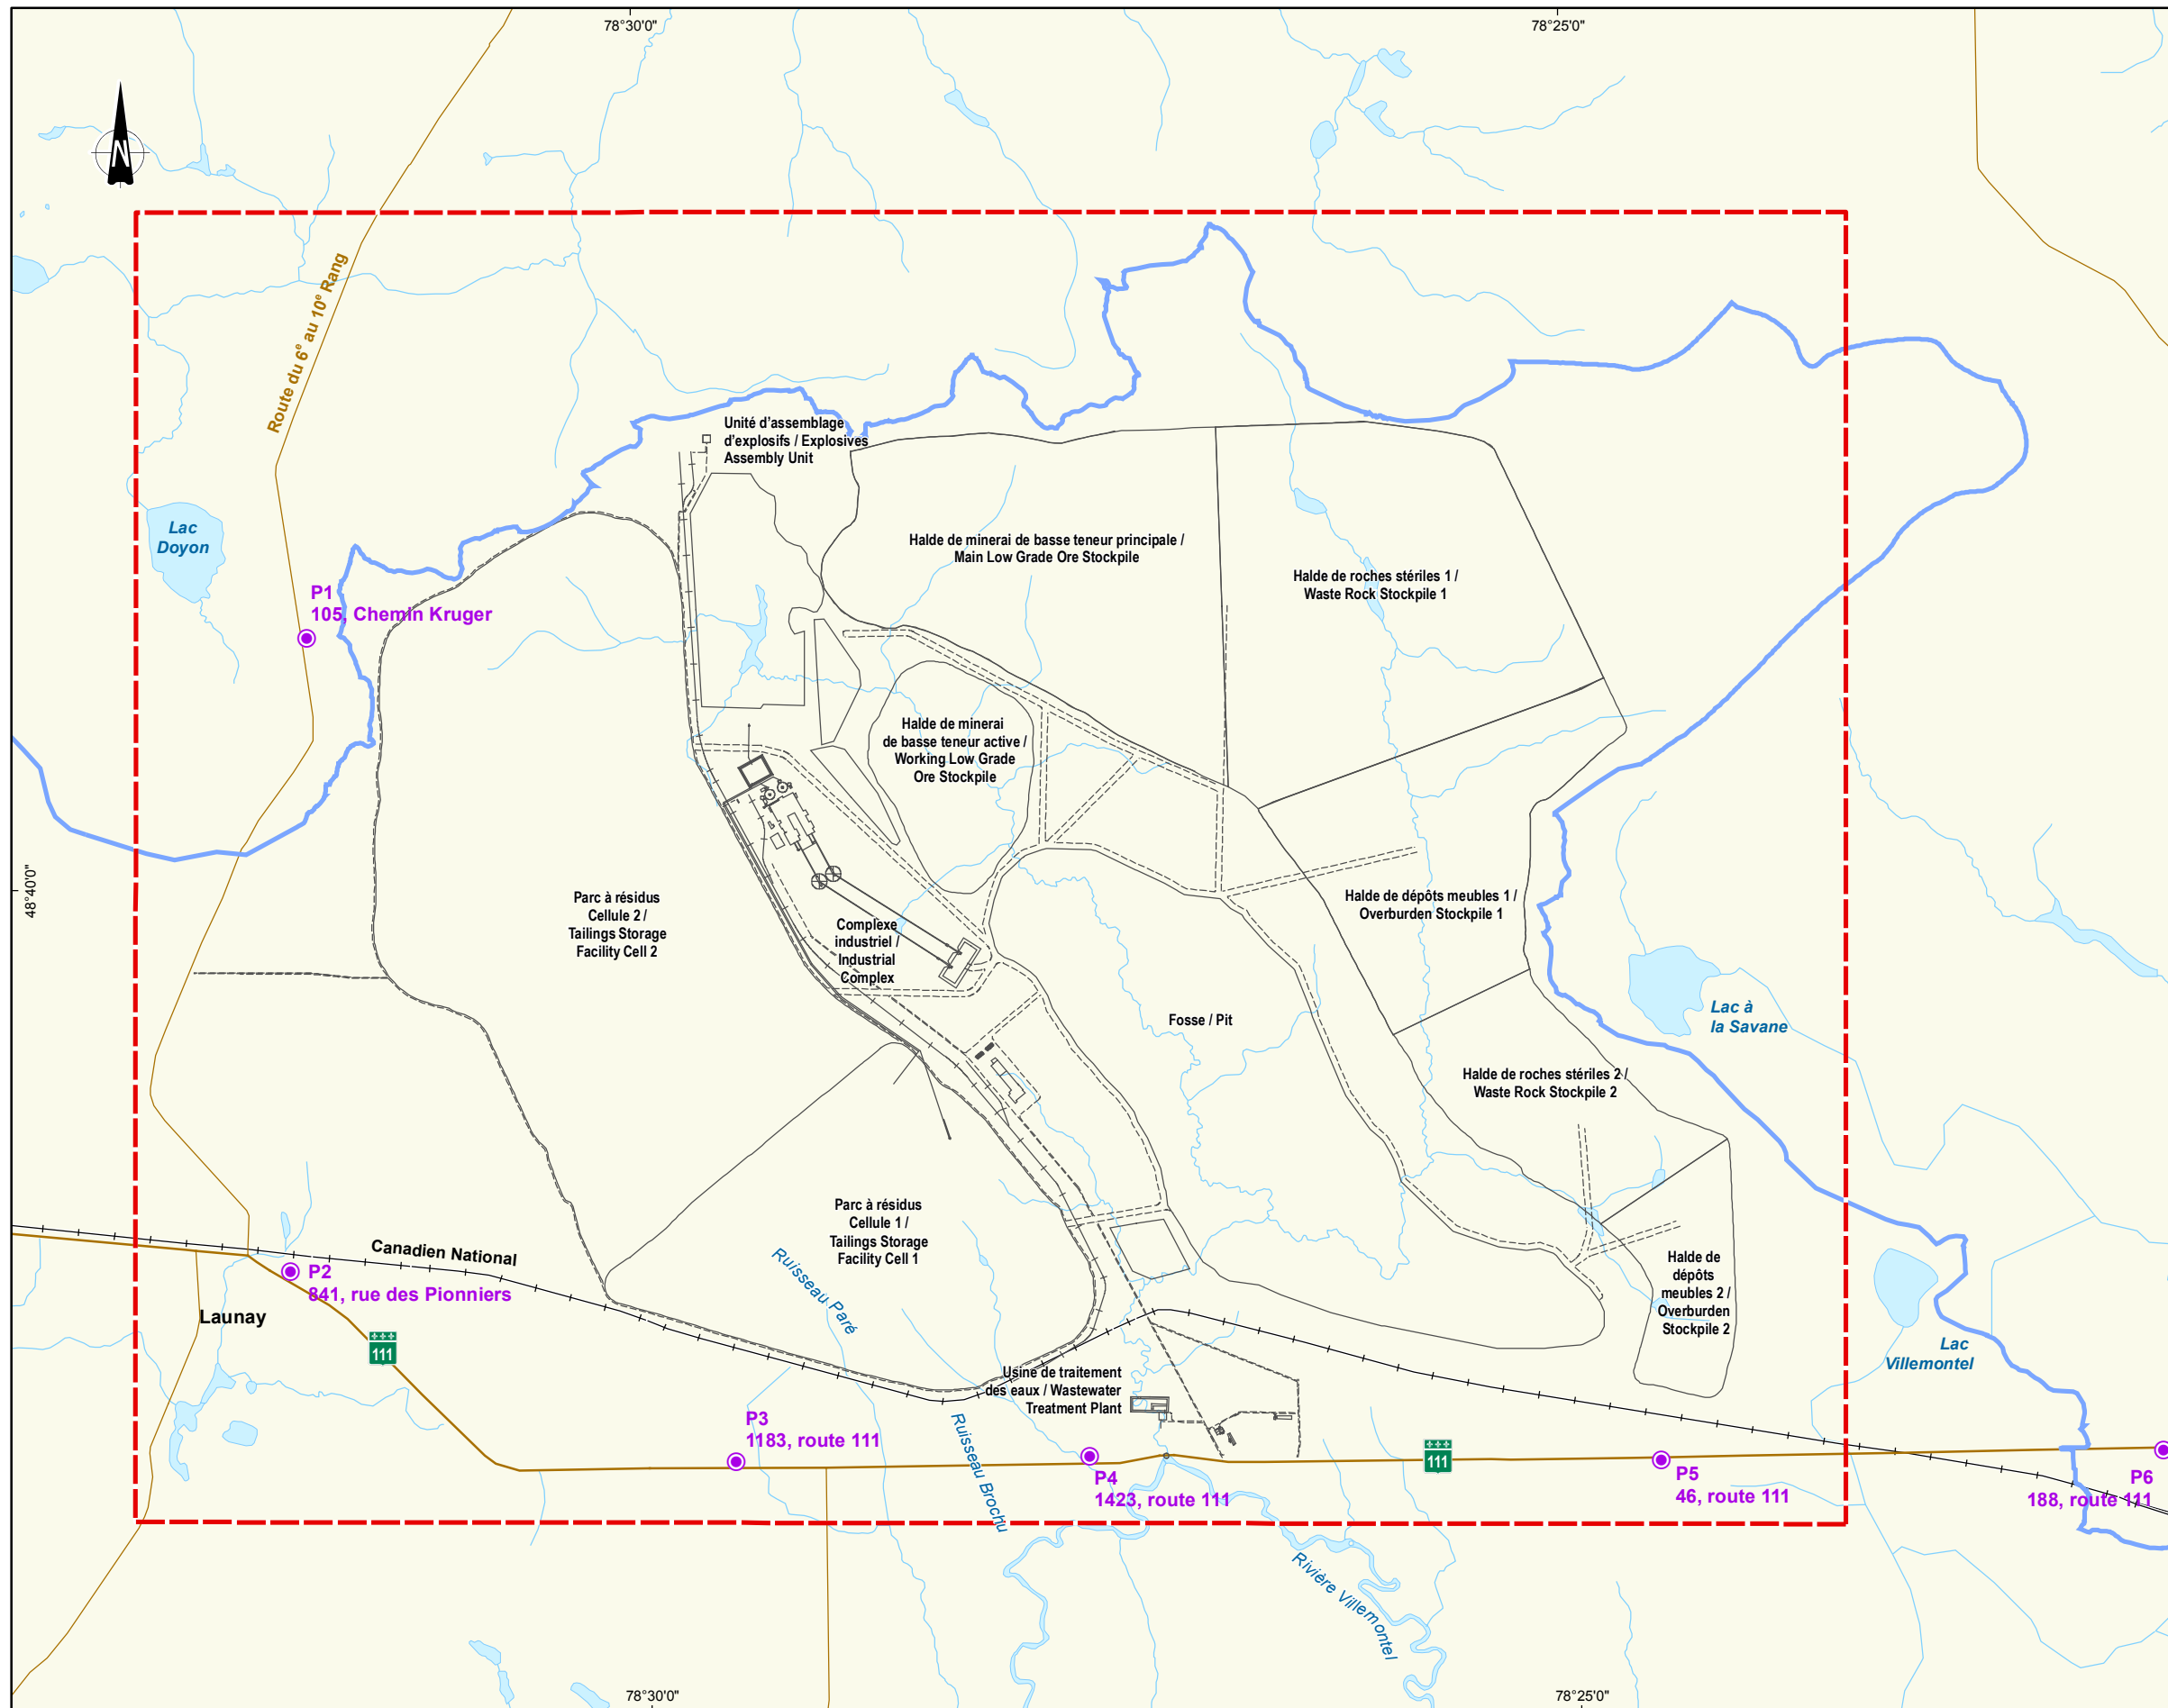 78°30'0"
78°25'0"
N
Route du 6e au 10e Rang
Unité d'assemblage
d'explosifs / Explosives
Assembly Unit
Lac
Doyon
Halde de minerai de basse teneur principale /
Main Low Grade Ore Stockpile
Halde de roches stériles 1 /
Waste Rock Stockpile 1
P1
105, Chemin Kruger
Halde de minerai
de basse teneur active /
Working Low Grade
Ore Stockpile
48°40'0"
Parc à résidus
Cellule 2 /
Tailings Storage
Facility Cell 2
Complexe
industriel /
Industrial
Complex
Halde de dépôts meubles 1 /
Overburden Stockpile 1
Fosse / Pit
Lac à
la Savane
Halde de roches stériles 2 /
Waste Rock Stockpile 2
Parc à résidus
Cellule 1 /
Tailings Storage
Facility Cell 1
Canadien National
P2
841, rue des Pionniers
Launay
111
Ruisseau Paré
Halde de
dépôts
meubles 2 /
Overburden
Stockpile 2
Lac
Villemontel
Usine de traitement
des eaux / Wastewater
Treatment Plant
P3
1183, route 111
Ruisseau Brochu
P4
1423, route 111
111
P5
46, route 111
P6
188, route 111
Rivière Villemontel
78°30'0"
78°25'0"